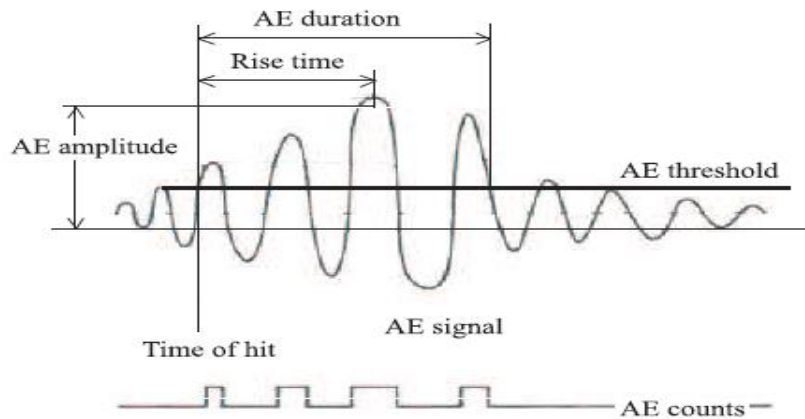 AE duration
Rise time
AE amplitude
AE threshold
AE signal
Time of hit
AE counts